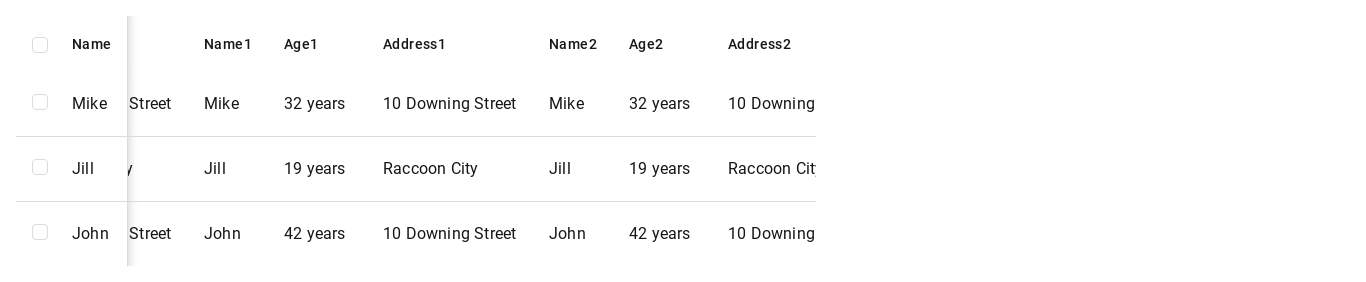 Name Name1 Age1 Address1 Name2 Age2 Address2
Mike Street Mike 32 years 10 Downing Street Mike 32 years 10 Downing
Jill y Jill 19 years Raccoon City Jill 19 years Raccoon City
John Street John 42 years 10 Downing Street John 42 years 10 Downing